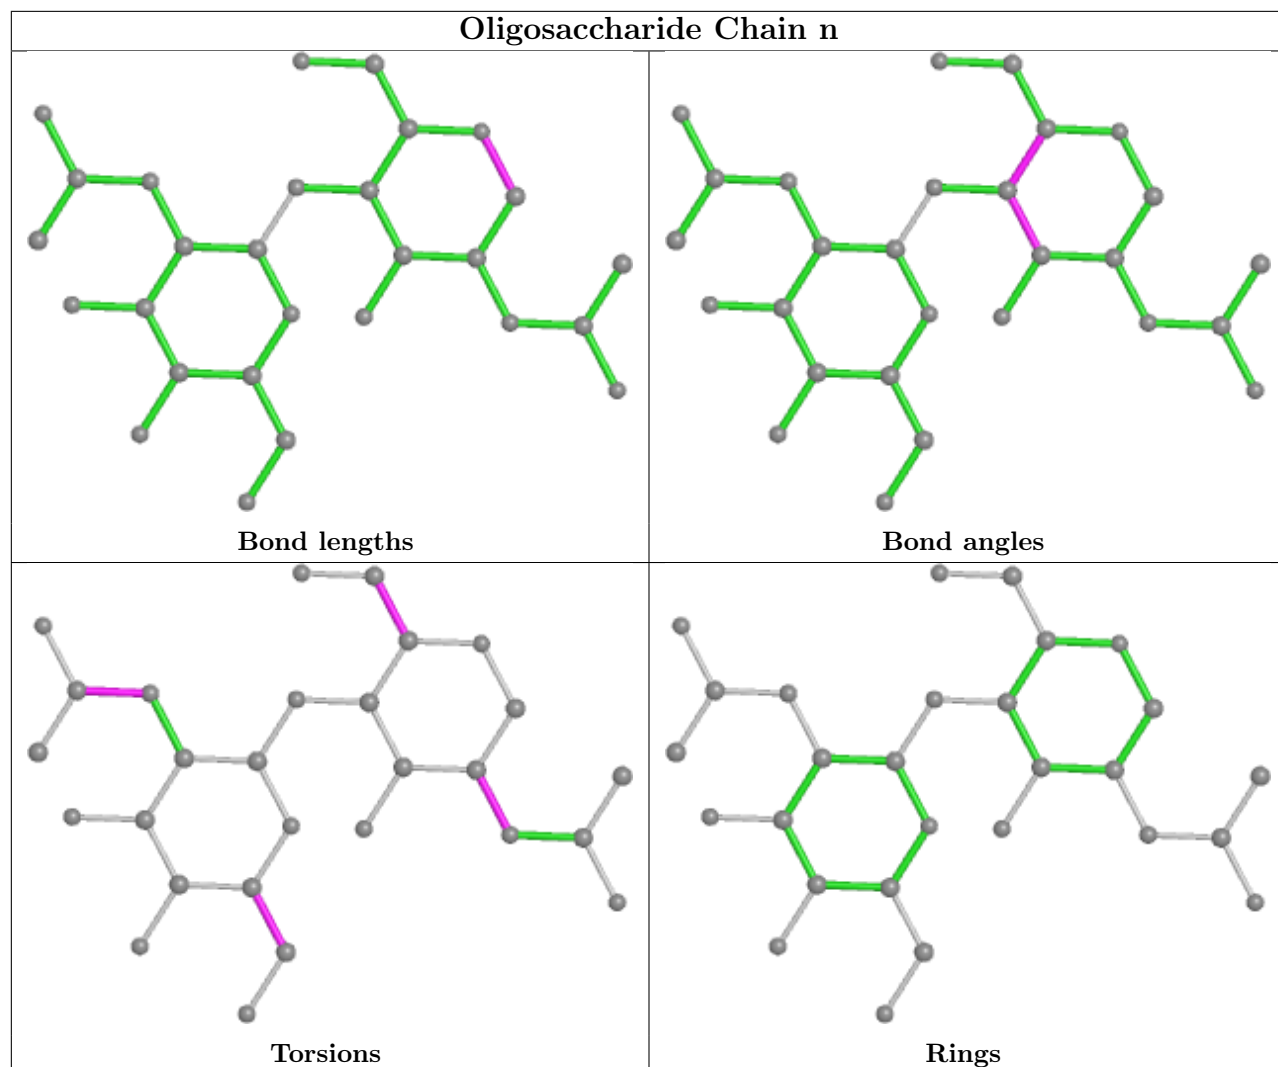 Oligosaccharide Chain n
Bond lengths
Bond angles
Torsions
Rings